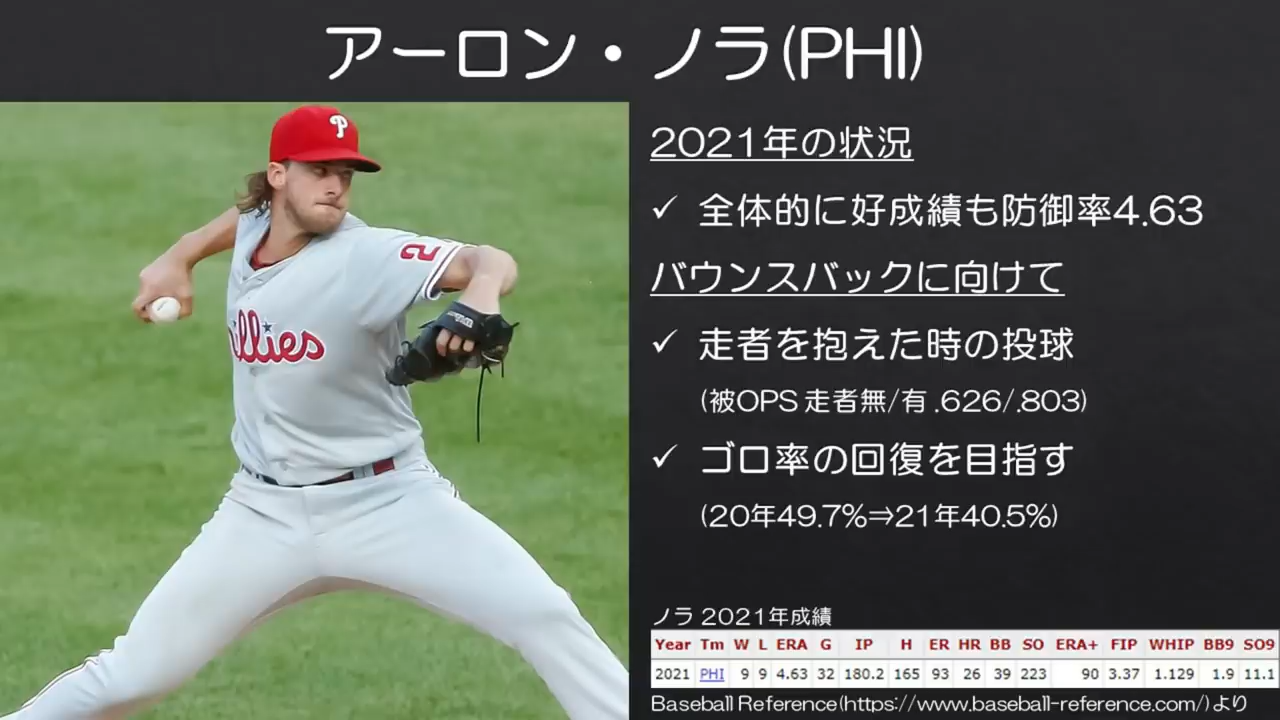 アーロン・ノラ(PHI)
P
2
illies
2021年の状況
✓ 全体的に好成績も防御率4.63
バウンスバックに向けて
✓ 走者を抱えた時の投球
(被OPS 走者無/有 .626/.803)
✓ ゴロ率の回復を目指す
(20年49.7%⇒21年40.5%)
ノラ 2021年成績
Year Tm W L ERA G IP H ER HR BB SO ERA+ FIP WHIP BB9 SO9
2021 PHI 9 9 4.63 32 180.2 165 93 26 39 223 90 3.37 1.129 1.9 11.1
Baseball Reference(https://www.baseball-reference.com/)より